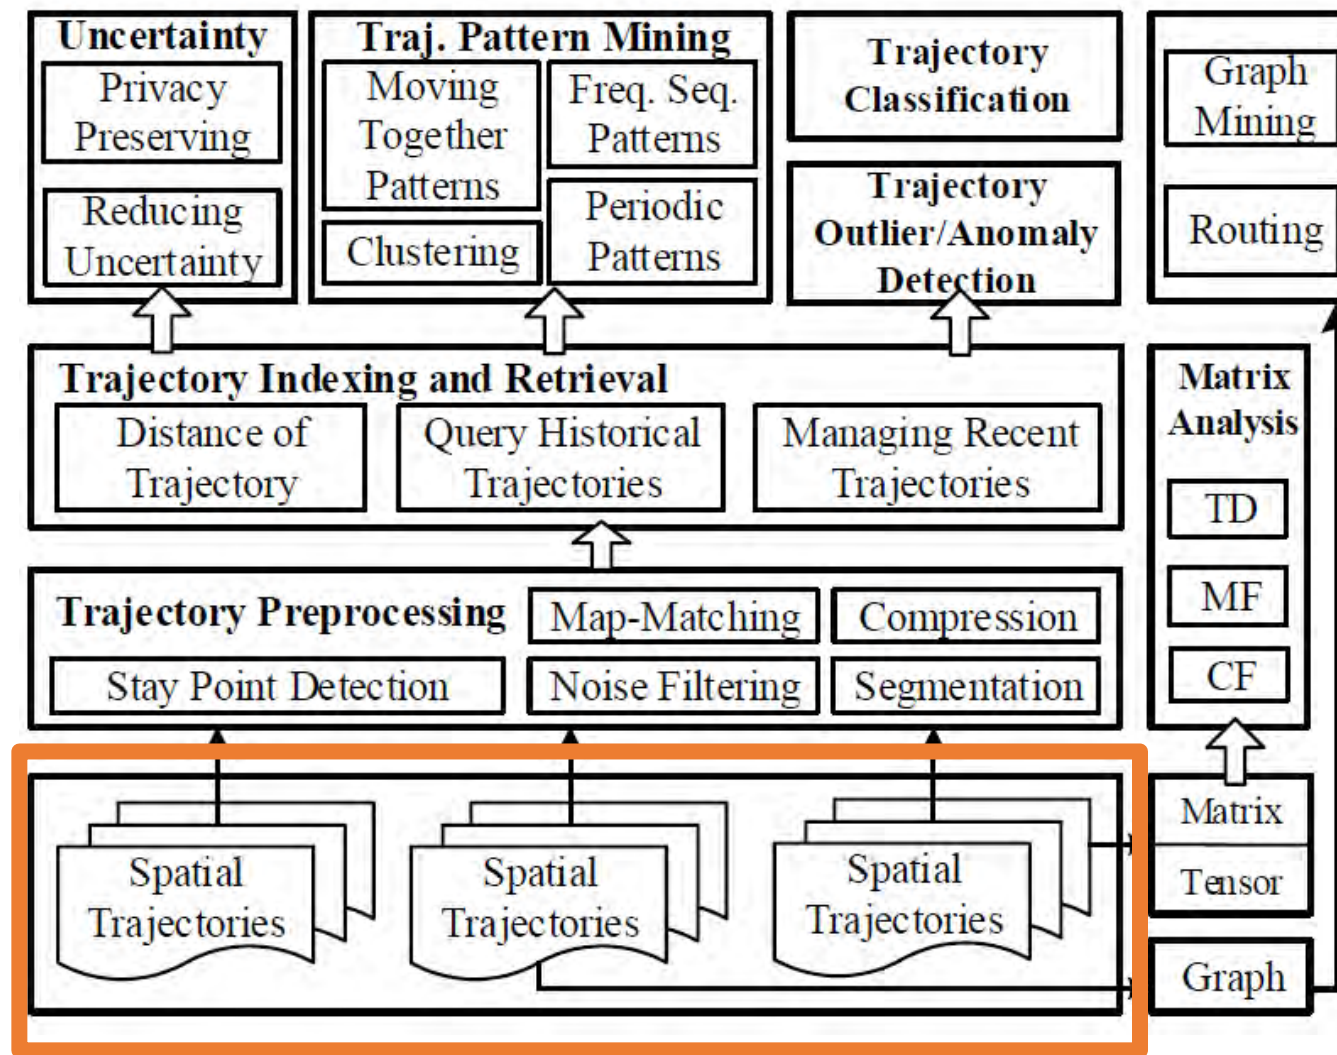 Uncertainty
Privacy
Preserving
Reducing
Uncertainty
Traj. Pattern Mining
Moving
Together
Patterns
Clustering
Freq. Seq.
Patterns
Periodic
Patterns
Trajectory
Classification
Trajectory
Outlier/Anomaly
Detection
Graph
Mining
Routing
Trajectory Indexing and Retrieval
Distance of
Trajectory
Query Historical
Trajectories
Managing Recent
Trajectories
Matrix
Analysis
TD
MF
CF
Trajectory Preprocessing
Map-Matching
Compression
Stay Point Detection
Noise Filtering
Segmentation
Spatial
Trajectories
Spatial
Trajectories
Spatial
Trajectories
Matrix
Tensor
Graph